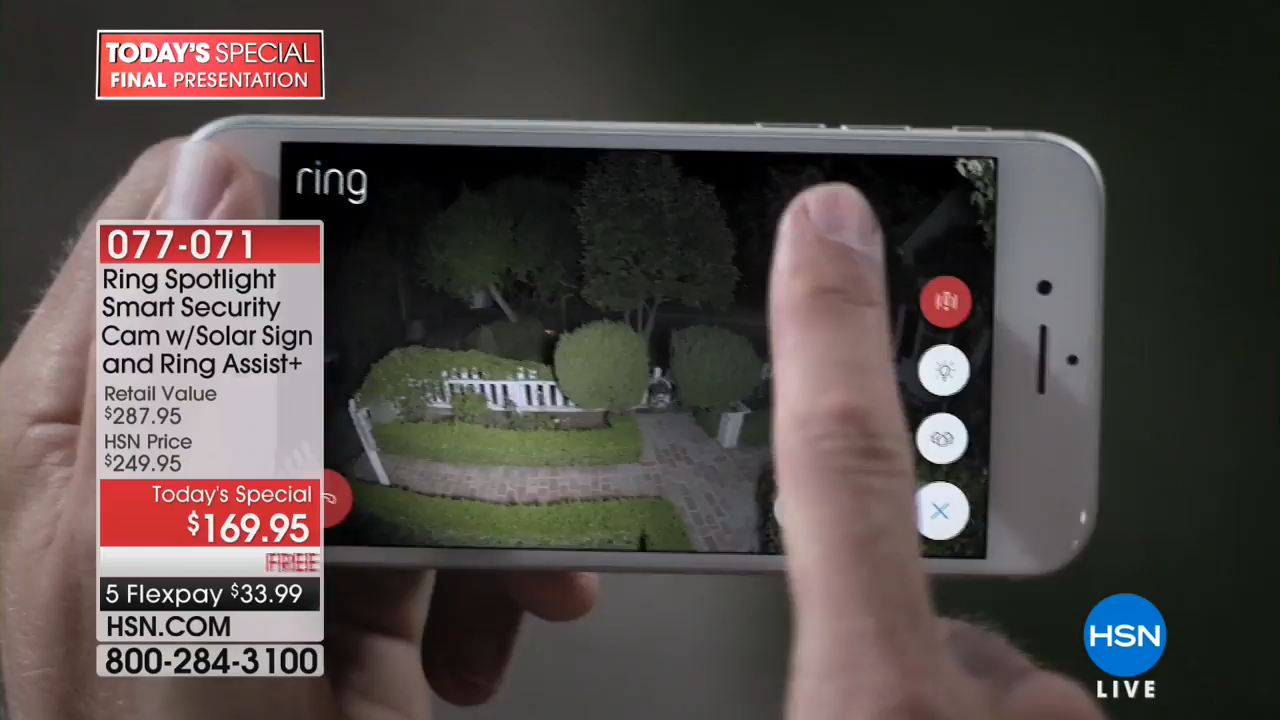 TODAY'S SPECIAL
FINAL PRESENTATION
ring
077-071
Ring Spotlight
Smart Security
Cam w/Solar Sign
and Ring Assist+
Retail Value
$287.95
HSN Price
$249.95
Today's Special
$169.95
FREE
5 Flexpay $33.99
HSN.COM
800-284-3100
HSN
LIVE